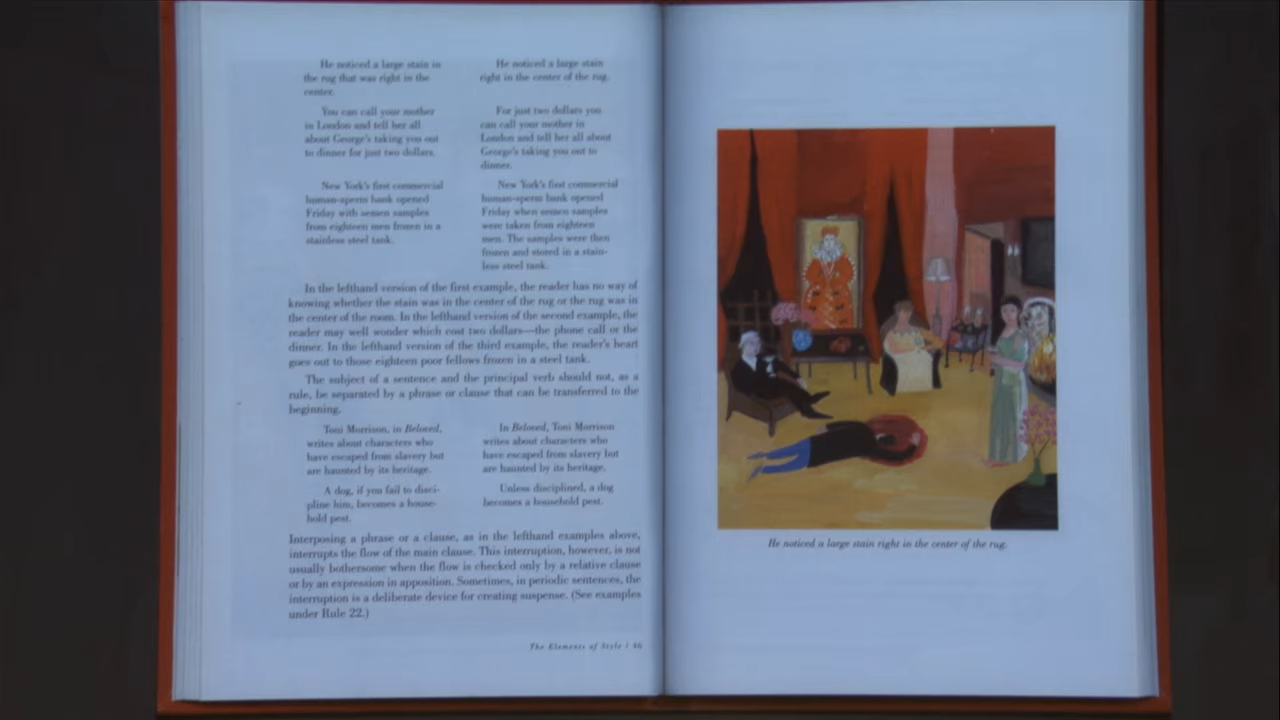 He noticed a large stain in
the rug that was right in the
center.
He noticed a large stain
right in the center of the rug.
You can call your mother
in London and tell her all
about George's taking you out
to dinner for just two dollars.
For just two dollars you
can call your mother in
London and tell her all about
George's taking you out to
dinner.
New York's first commercial
human-sperm bank opened
Friday with semen samples
from eighteen men frozen in a
stainless steel tank.
New York's first commercial
human-sperm bank opened
Friday when semen samples
were taken from eighteen
men. The samples were then
frozen and stored in a stain-
less steel tank.
In the lefthand version of the first example, the reader has no way of
knowing whether the stain was in the center of the rug or the rug was in
the center of the room. In the lefthand version of the second example, the
reader may well wonder which cost two dollars—the phone call or the
dinner. In the lefthand version of the third example, the reader's heart
goes out to those eighteen poor fellows frozen in a steel tank.
The subject of a sentence and the principal verb should not, as a
rule, be separated by a phrase or clause that can be transferred to the
beginning.
Toni Morrison, in Beloved,
writes about characters who
have escaped from slavery but
are haunted by its heritage.
In Beloved, Toni Morrison
writes about characters who
have escaped from slavery but
are haunted by its heritage.
A dog, if you fail to disci-
pline him, becomes a house-
hold pest.
Unless disciplined, a dog
becomes a household pest.
Interposing a phrase or a clause, as in the lefthand examples above,
interrupts the flow of the main clause. This interruption, however, is not
usually bothersome when the flow is checked only by a relative clause
or by an expression in apposition. Sometimes, in periodic sentences, the
interruption is a deliberate device for creating suspense. (See examples
under Rule 22.)
The Elements of Style / 46
He noticed a large stain right in the center of the rug.